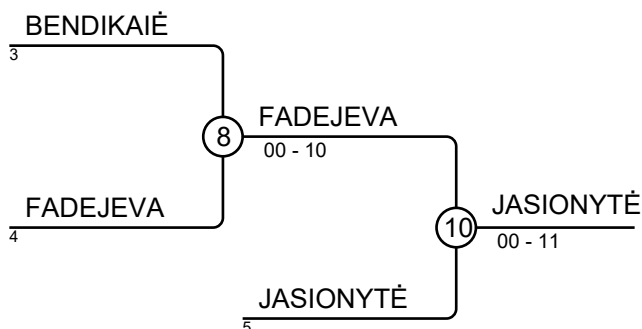 BENDIKAIĖ
3
8
FADEJEVA
00 - 10
FADEJEVA
4
10
JASIONYTĖ
00 - 11
JASIONYTĖ
5